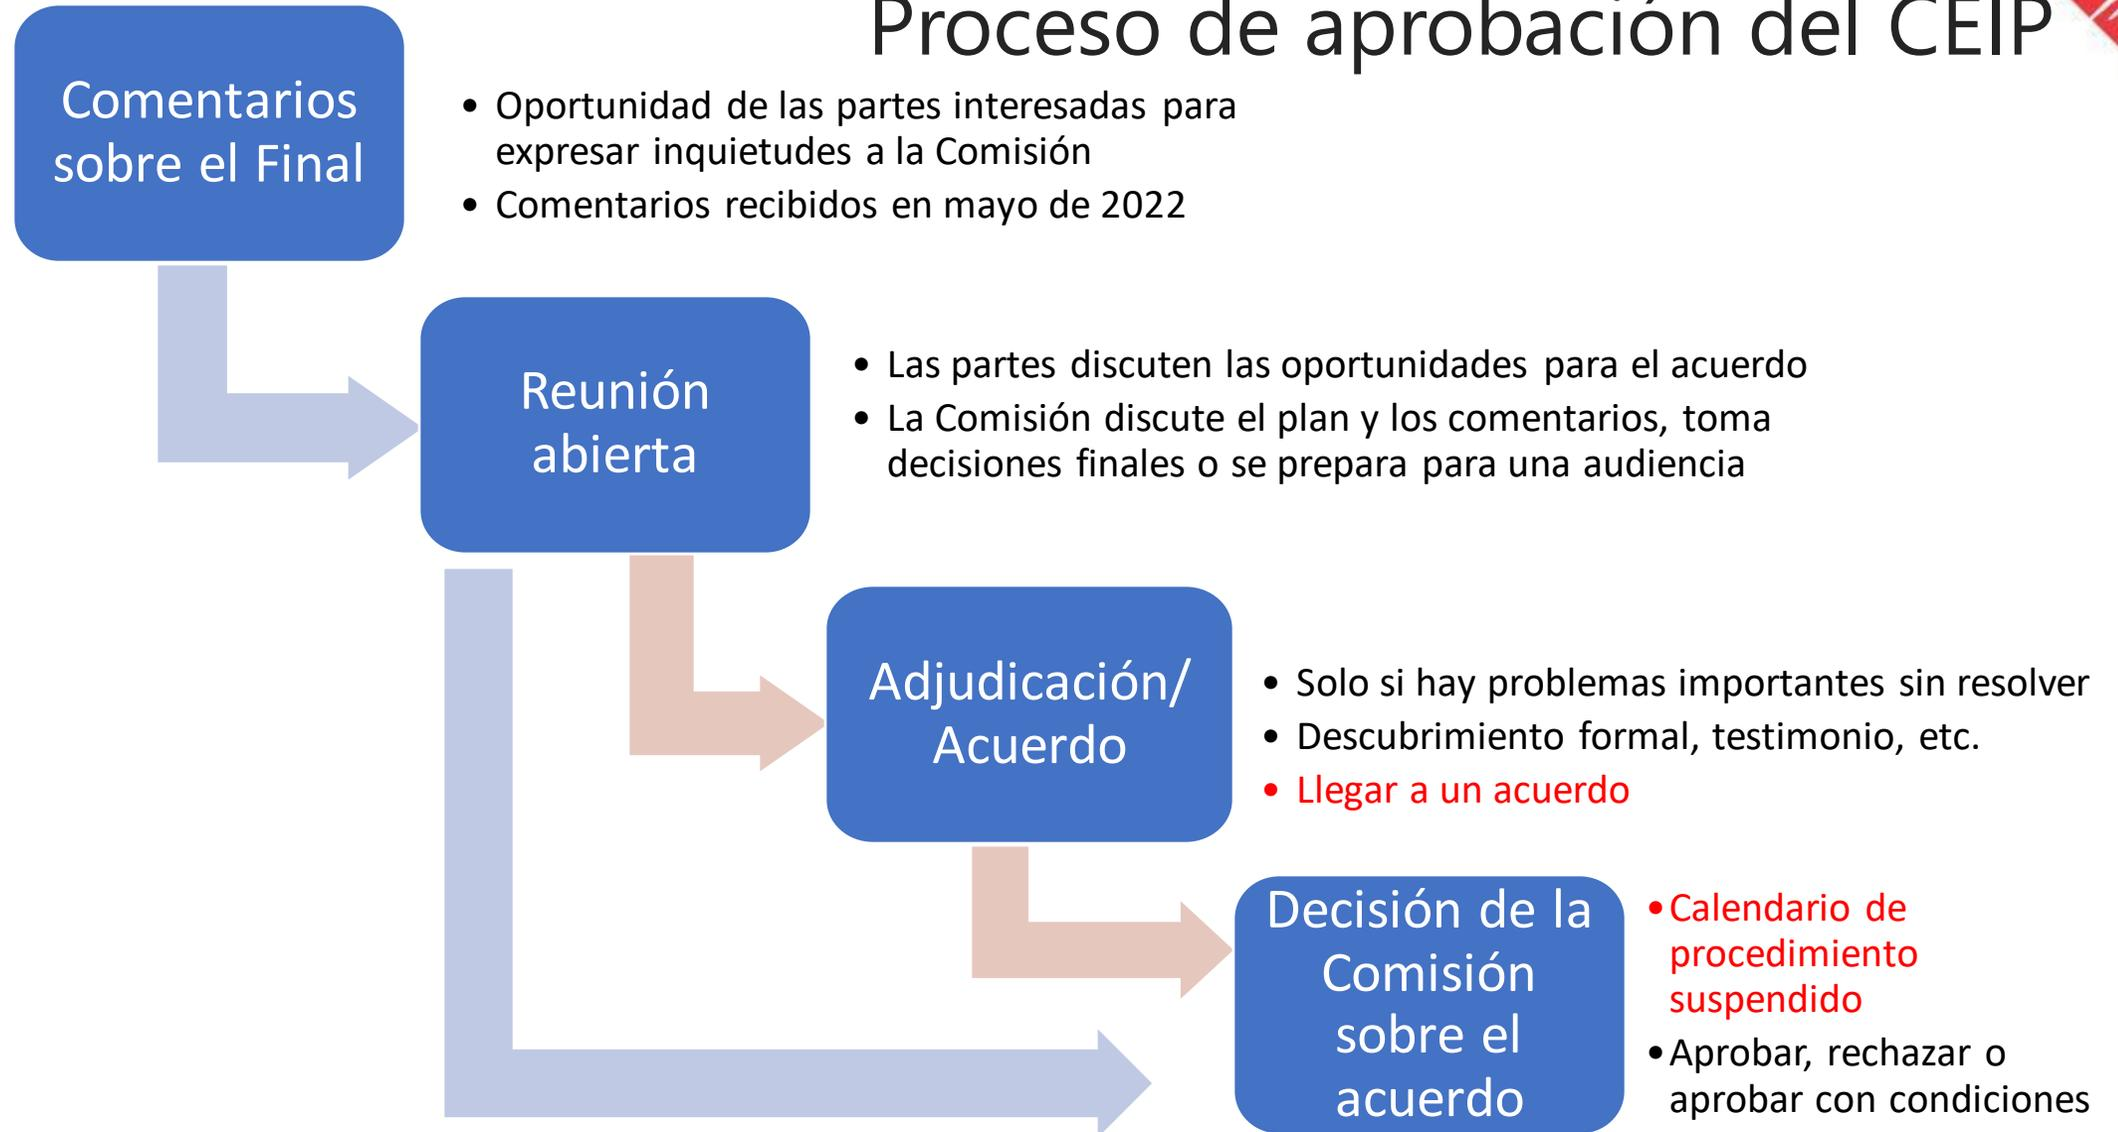 Proceso de aprobación del CEIP
Comentarios
sobre el Final
• Oportunidad de las partes interesadas para
expresar inquietudes a la Comisión
• Comentarios recibidos en mayo de 2022
Reunión
abierta
• Las partes discuten las oportunidades para el acuerdo
• La Comisión discute el plan y los comentarios, toma
decisiones finales o se prepara para una audiencia
Adjudicación/
Acuerdo
• Solo si hay problemas importantes sin resolver
• Descubrimiento formal, testimonio, etc.
• Llegar a un acuerdo
Decisión de la
Comisión
sobre el
acuerdo
•Calendario de
procedimiento
suspendido
•Aprobar, rechazar o
aprobar con condiciones